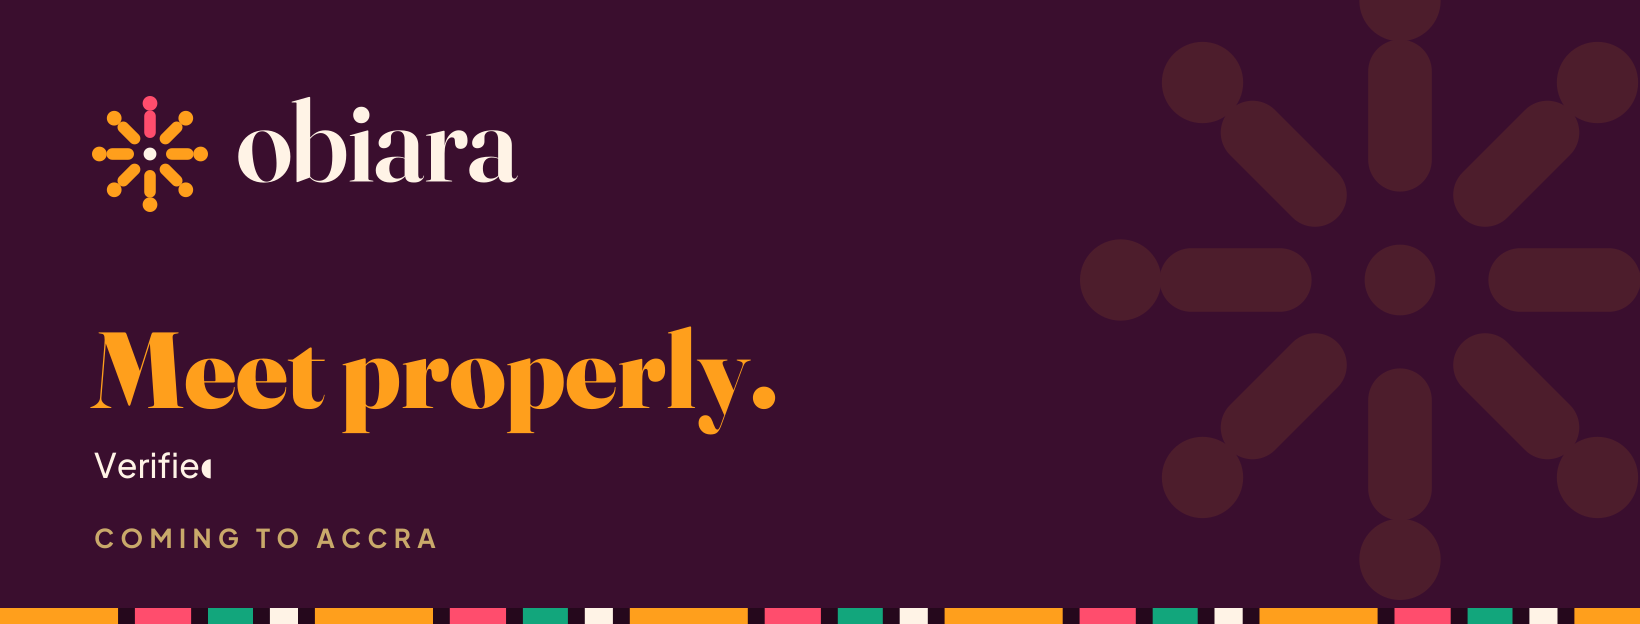 obiara
Meet properly.
Verifie
COMING TO ACCRA